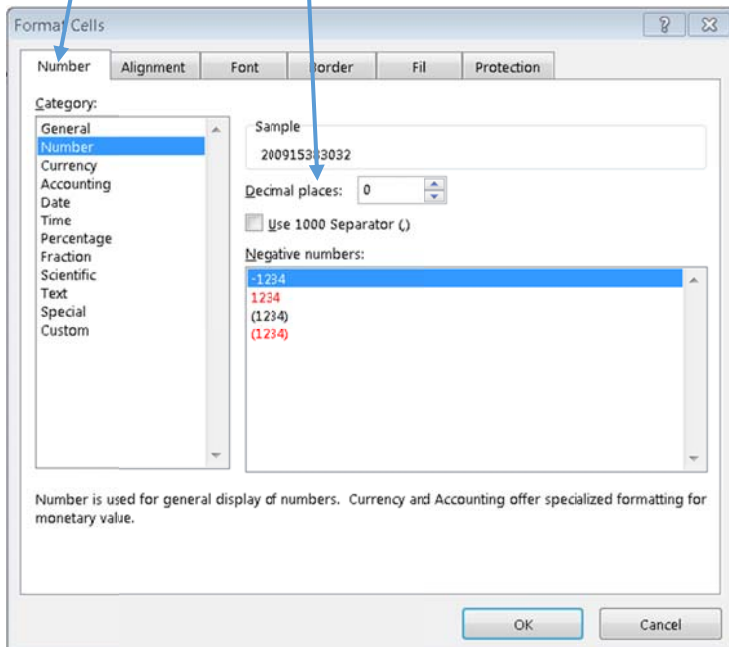 Format Cells
Number Alignment Font Border Fil Protection
Category:
General
Number
Currency
Accounting
Date
Time
Percentage
Fraction
Scientific
Text
Special
Custom
Sample
200915383032
Decimal places: 0
Use 1000 Separator (,)
Negative numbers:
-1234
1234
(1234)
(1234)
Number is used for general display of numbers. Currency and Accounting offer specialized formatting for
monetary value.
OK Cancel